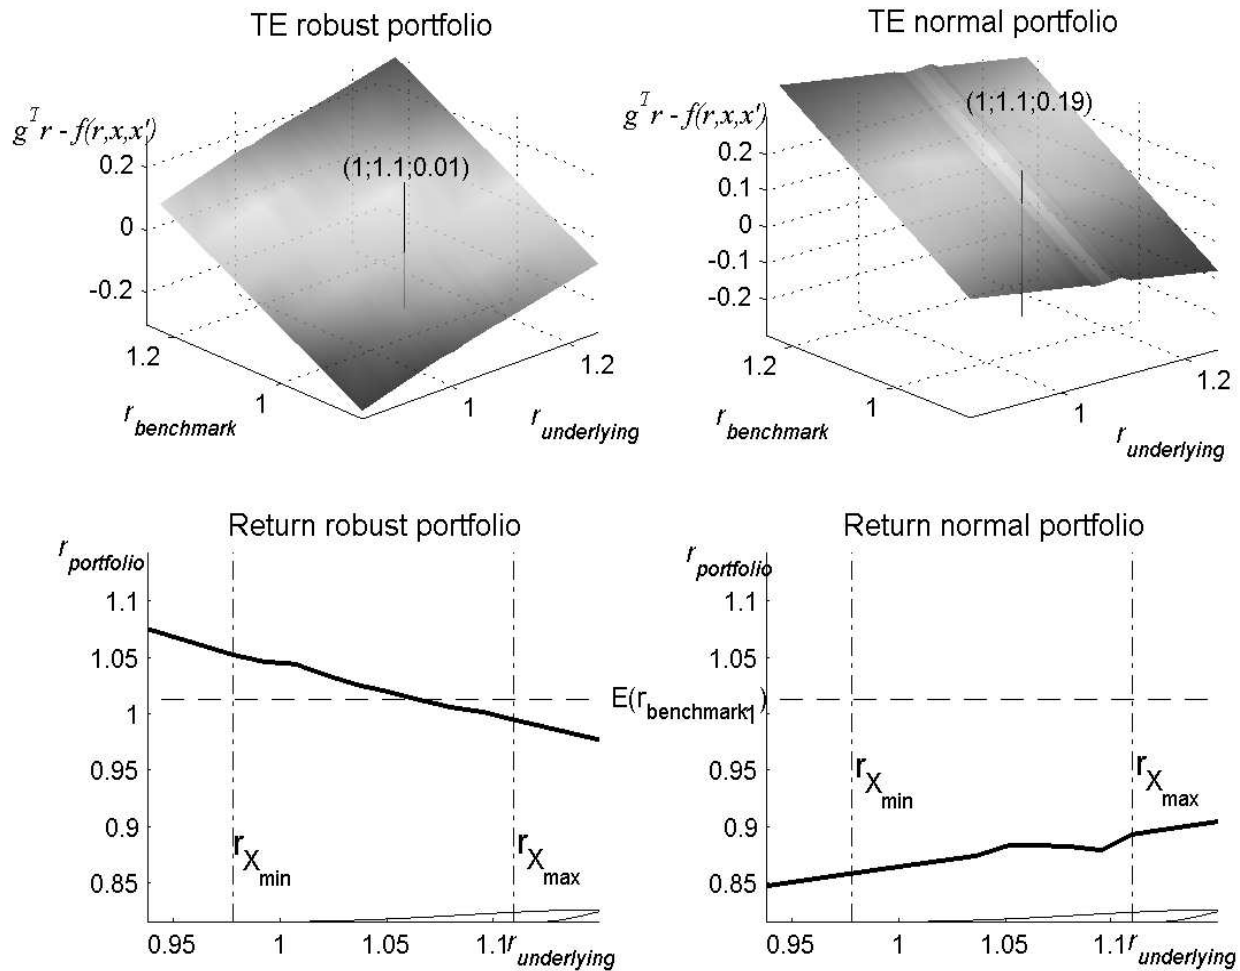 TE robust portfolio
g^T r - f(r,x,x')
(1;1.1;0.01)
0.2
0
-0.2
1.2
1
r_benchmark
1
1.2
r_underlying
TE normal portfolio
g^T r - f(r,x,x')
(1;1.1;0.19)
0.2
0.1
0
-0.1
-0.2
1.2
1
r_benchmark
1
1.2
r_underlying
Return robust portfolio
r_portfolio
1.1
1.05
1
0.95
0.9
0.85
r_X_min
r_X_max
0.95 1 1.05 1.1 r_underlying
E(r_benchmark)
Return normal portfolio
r_portfolio
1.1
1.05
1
0.95
0.9
0.85
r_X_min
r_X_max
0.95 1 1.05 1.1 r_underlying